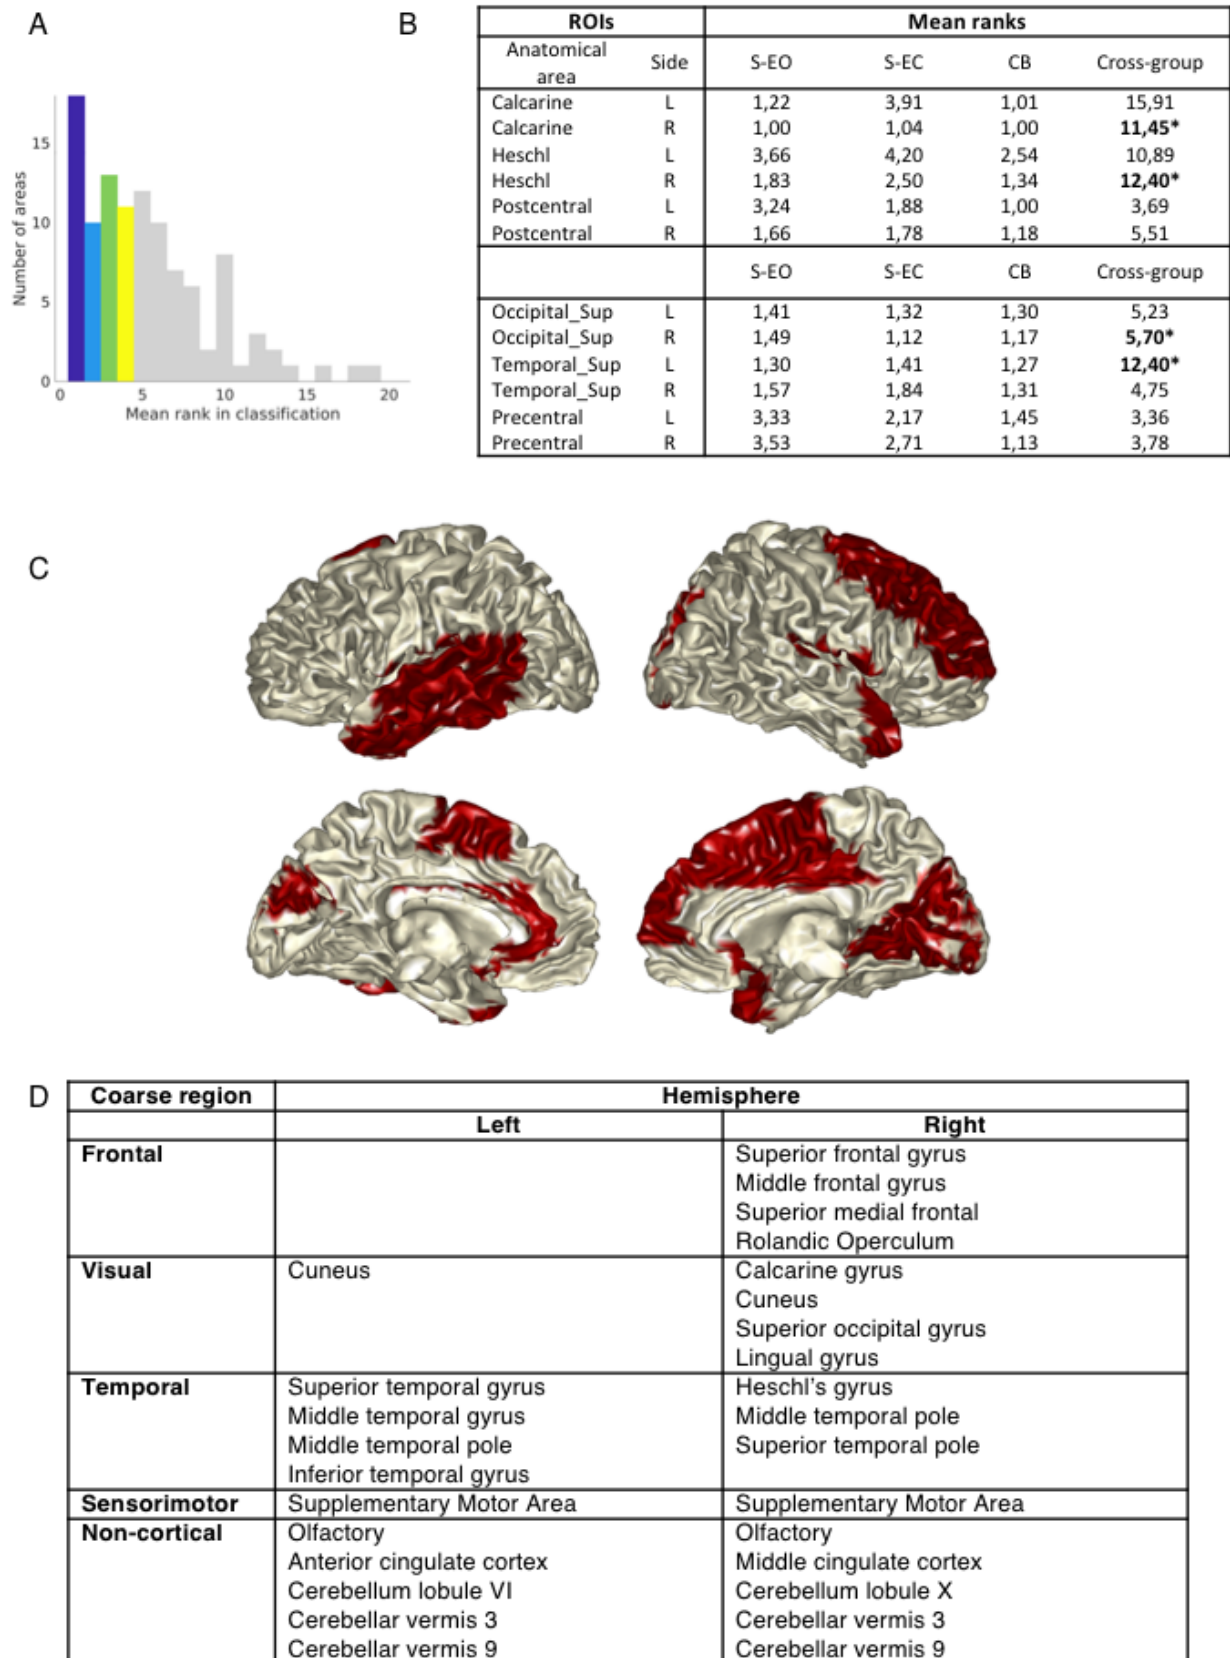 A
Number of areas
15
10
5
0
0 5 10 15 20
Mean rank in classification
B
ROIs Mean ranks
Anatomical area Side S-EO S-EC CB Cross-group
Calcarine L 1,22 3,91 1,01 15,91
Calcarine R 1,00 1,04 1,00 11,45*
Heschl L 3,66 4,20 2,54 10,89
Heschl R 1,83 2,50 1,34 12,40*
Postcentral L 3,24 1,88 1,00 3,69
Postcentral R 1,66 1,78 1,18 5,51
S-EO S-EC CB Cross-group
Occipital_Sup L 1,41 1,32 1,30 5,23
Occipital_Sup R 1,49 1,12 1,17 5,70*
Temporal_Sup L 1,30 1,41 1,27 12,40*
Temporal_Sup R 1,57 1,84 1,31 4,75
Precentral L 3,33 2,17 1,45 3,36
Precentral R 3,53 2,71 1,13 3,78
C
D
Coarse region Hemisphere
Left Right
Frontal Superior frontal gyrus
Middle frontal gyrus
Superior medial frontal
Rolandic Operculum
Visual Cuneus Calcarine gyrus
Cuneus
Superior occipital gyrus
Lingual gyrus
Temporal Superior temporal gyrus Heschl's gyrus
Middle temporal gyrus Middle temporal pole
Middle temporal pole Superior temporal pole
Inferior temporal gyrus
Sensorimotor Supplementary Motor Area Supplementary Motor Area
Non-cortical Olfactory Olfactory
Anterior cingulate cortex Middle cingulate cortex
Cerebellum lobule VI Cerebellum lobule X
Cerebellar vermis 3 Cerebellar vermis 3
Cerebellar vermis 9 Cerebellar vermis 9